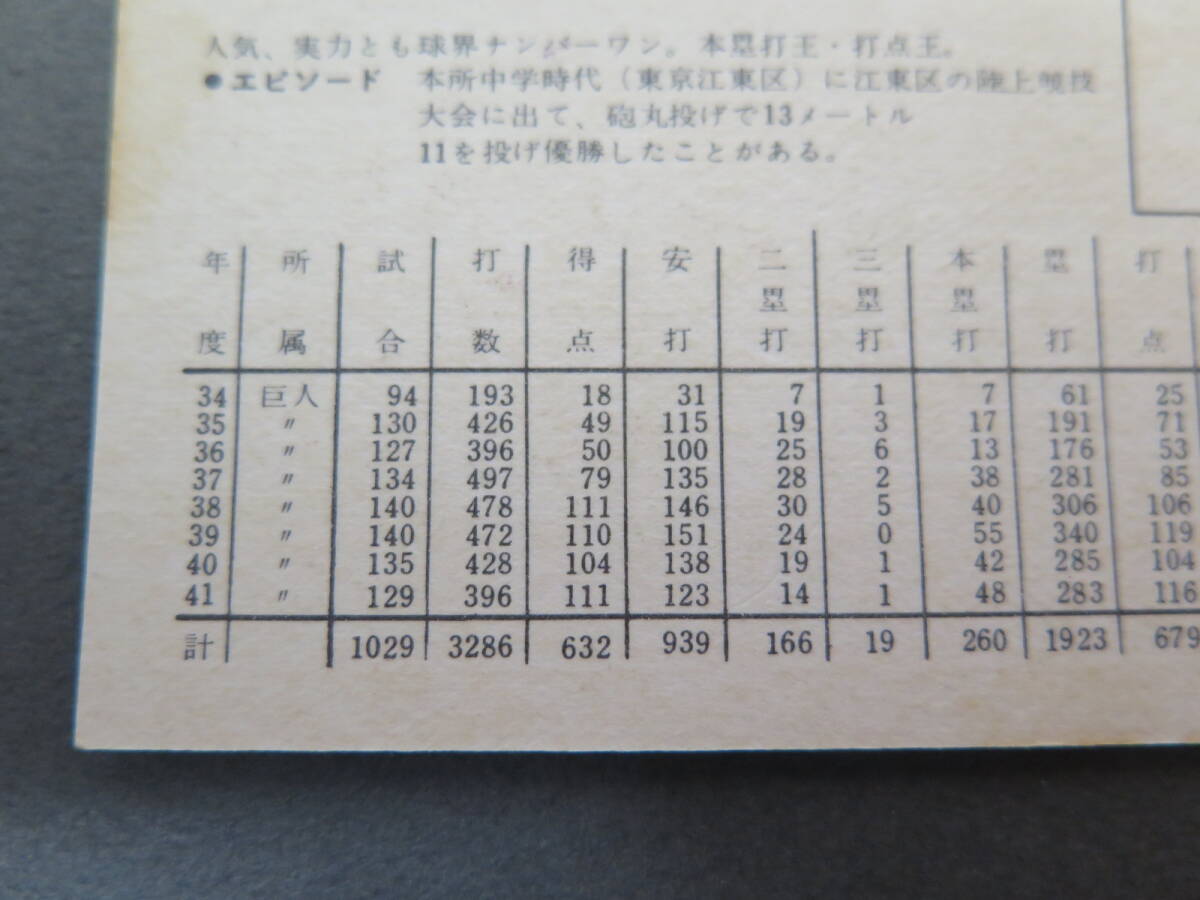 人気、実力とも球界ナンバーワン。本塁打王・打点王。
●エピソード 本所中学時代（東京江東区）に江東区の陸上競技
大会に出て、砲丸投げで13メートル
11を投げ優勝したことがある。
年度 所属 試合 打数 得点 安打 二塁打 三塁打 本塁打 塁打 打点
34 巨人 94 193 18 31 7 1 7 61 25
35 〃 130 426 49 115 19 3 17 191 71
36 〃 127 396 50 100 25 6 13 176 53
37 〃 134 497 79 135 28 2 38 281 85
38 〃 140 478 111 146 30 5 40 306 106
39 〃 140 472 110 151 24 0 55 340 119
40 〃 135 428 104 138 19 1 42 285 104
41 〃 129 396 111 123 14 1 48 283 116
計 1029 3286 632 939 166 19 260 1923 679